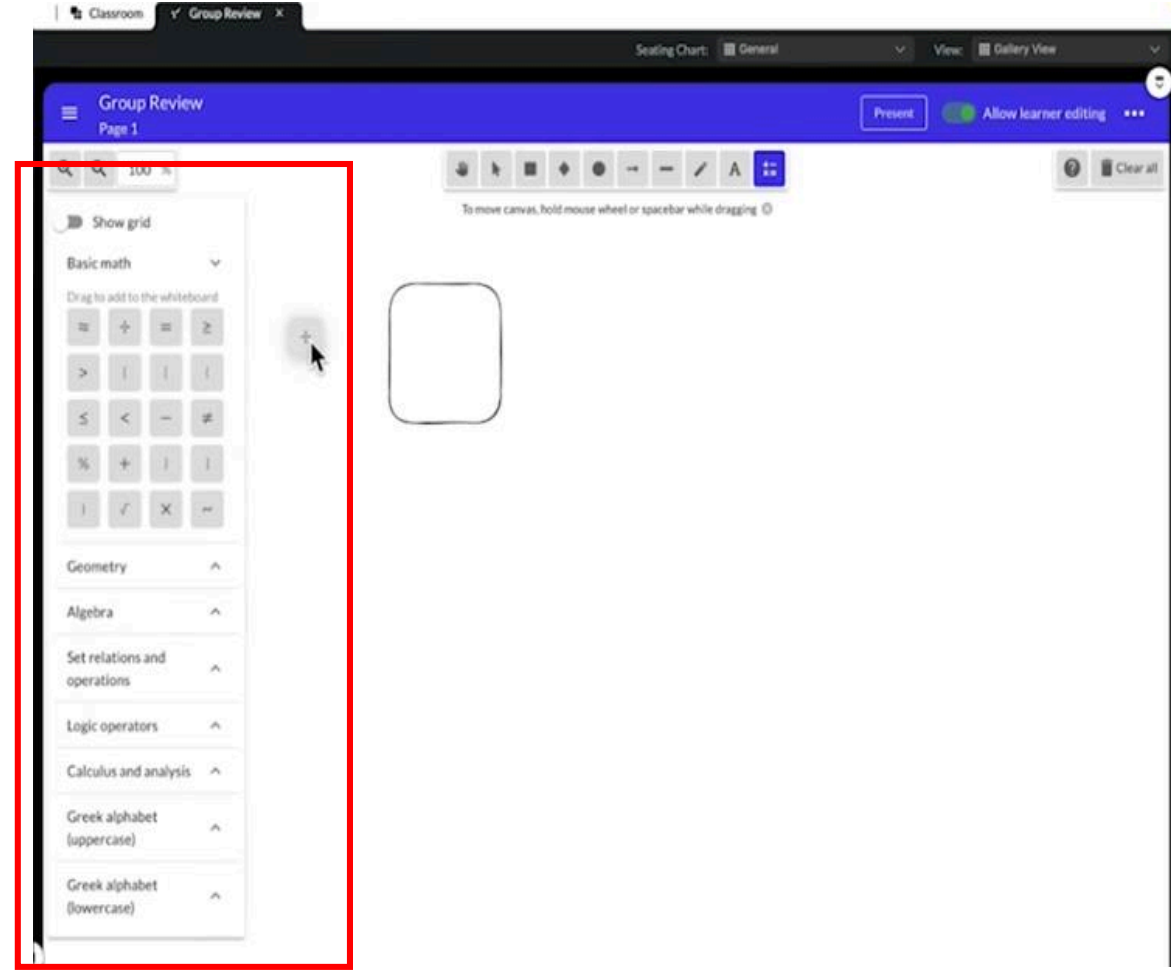 Classroom
Group Review ×
Seating Chart: General
View: Gallery View
Group Review
Page 1
Present
Allow learner editing
100 %
A
Clear all
To move canvas, hold mouse wheel or spacebar while dragging
Show grid
Basic math
Drag to add to the whiteboard
≈ ÷ = ≥
>
≤ < − ≠
% +
√ × ~
÷
Geometry
Algebra
Set relations and
operations
Logic operators
Calculus and analysis
Greek alphabet
(uppercase)
Greek alphabet
(lowercase)